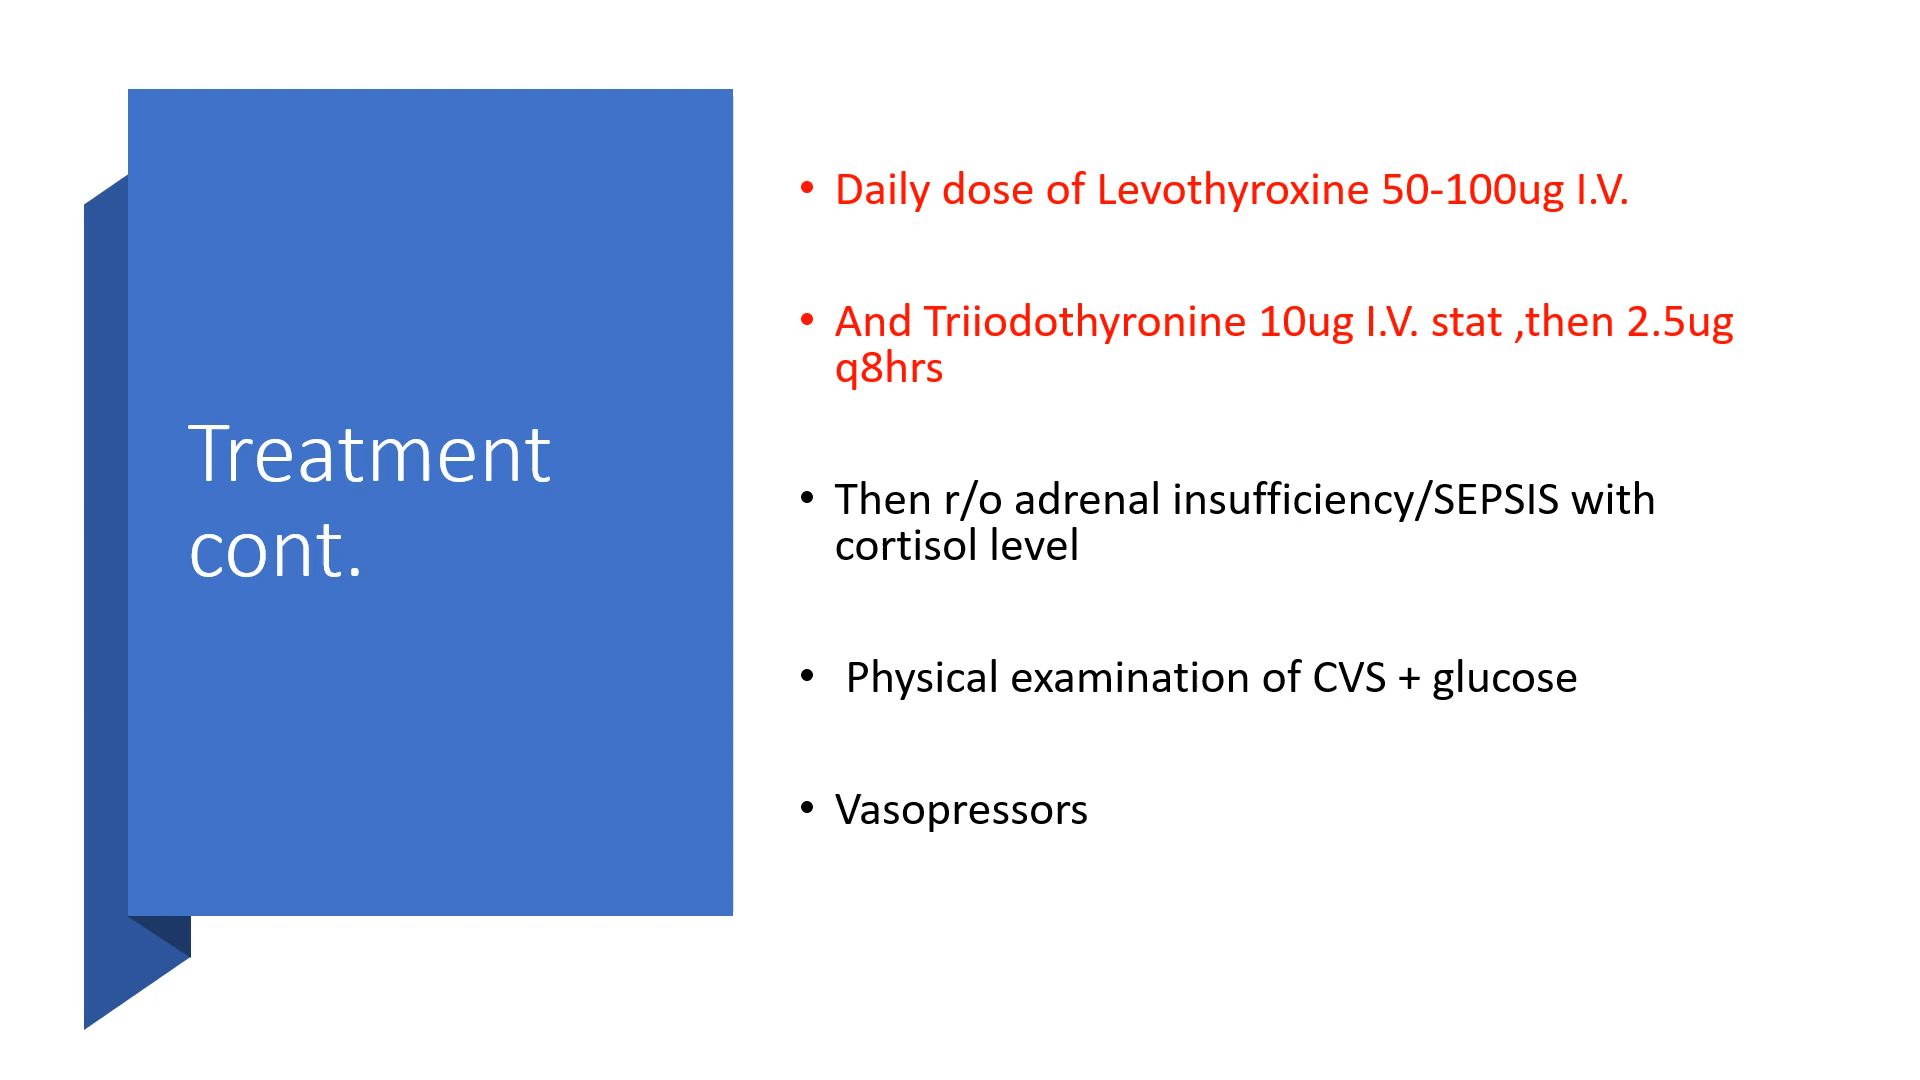 Treatment
cont.
• Daily dose of Levothyroxine 50-100ug I.V.
• And Triiodothyronine 10ug I.V. stat ,then 2.5ug
q8hrs
• Then r/o adrenal insufficiency/SEPSIS with
cortisol level
• Physical examination of CVS + glucose
• Vasopressors